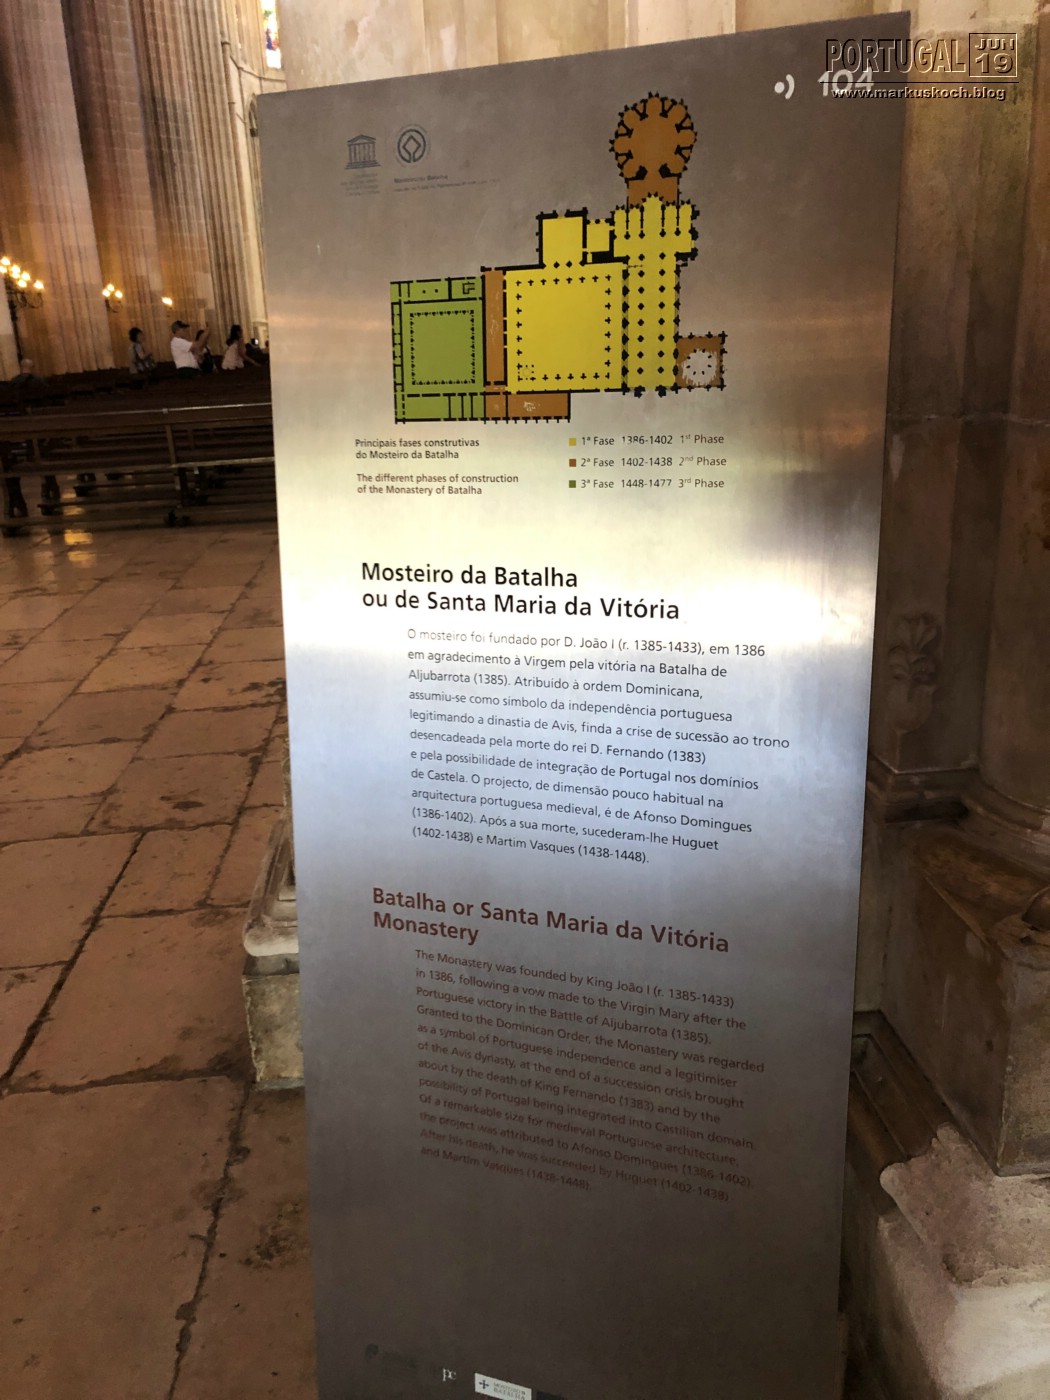 PORTUGAL JUN 19
104
www.markuskoch.blog
Principais fases construtivas
do Mosteiro da Batalha
The different phases of construction
of the Monastery of Batalha
1ª Fase 1386-1402 1st Phase
2ª Fase 1402-1438 2nd Phase
3ª Fase 1448-1477 3rd Phase
Mosteiro da Batalha
ou de Santa Maria da Vitória
O mosteiro foi fundado por D. João I (r. 1385-1433), em 1386
em agradecimento à Virgem pela vitória na Batalha de
Aljubarrota (1385). Atribuído à ordem Dominicana,
assumiu-se como símbolo da independência portuguesa
legitimando a dinastia de Avis, finda a crise de sucessão ao trono
desencadeada pela morte do rei D. Fernando (1383)
e pela possibilidade de integração de Portugal nos domínios
de Castela. O projecto, de dimensão pouco habitual na
arquitectura portuguesa medieval, é de Afonso Domingues
(1386-1402). Após a sua morte, sucederam-lhe Huguet
(1402-1438) e Martim Vasques (1438-1448).
Batalha or Santa Maria da Vitória
Monastery
The Monastery was founded by King João I (r. 1385-1433)
in 1386, following a vow made to the Virgin Mary after the
Portuguese victory in the Battle of Aljubarrota (1385).
Granted to the Dominican Order, the Monastery was regarded
as a symbol of Portuguese independence and a legitimiser
of the Avis dynasty, at the end of a succession crisis brought
about by the death of King Fernando (1383) and by the
possibility of Portugal being integrated into Castilian domain.
Of a remarkable size for medieval Portuguese architecture,
the project was attributed to Afonso Domingues (1386-1402).
After his death, he was succeeded by Huguet (1402-1438)
and Martim Vasques (1438-1448).